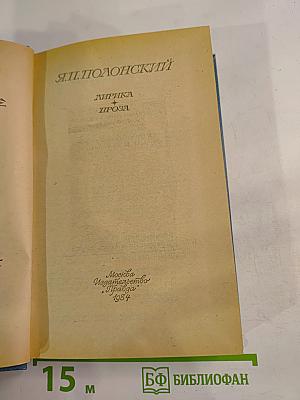 Я.П.ПОЛОНСКИЙ
ЛИРИКА
ПРОЗА
Москва
Издательство
„Правда“
1984
15 м
БФ БИБЛИОФАН